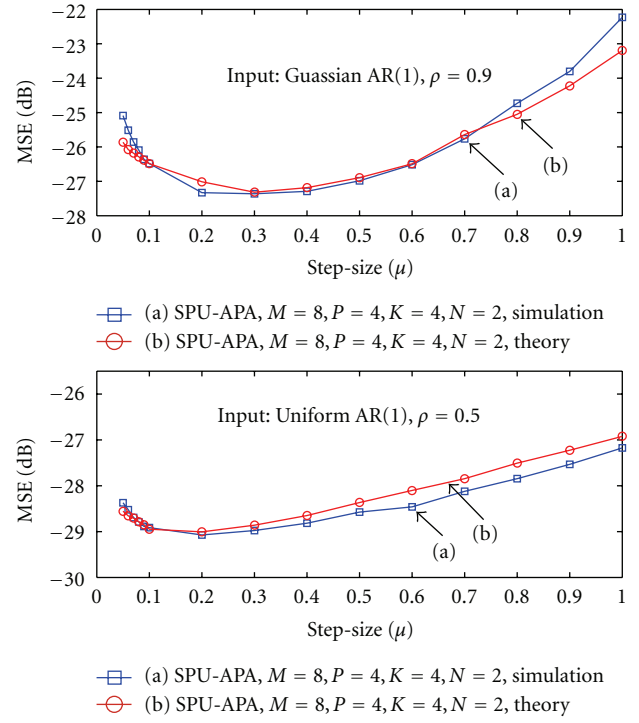 −22
−23
−24
−25
−26
−27
−28
MSE (dB)
Input: Guassian AR(1), ρ = 0.9
(b)
(a)
0 0.1 0.2 0.3 0.4 0.5 0.6 0.7 0.8 0.9 1
Step-size (μ)
(a) SPU-APA, M = 8, P = 4, K = 4, N = 2, simulation
(b) SPU-APA, M = 8, P = 4, K = 4, N = 2, theory
−26
−27
−28
−29
−30
MSE (dB)
Input: Uniform AR(1), ρ = 0.5
(b)
(a)
0 0.1 0.2 0.3 0.4 0.5 0.6 0.7 0.8 0.9 1
Step-size (μ)
(a) SPU-APA, M = 8, P = 4, K = 4, N = 2, simulation
(b) SPU-APA, M = 8, P = 4, K = 4, N = 2, theory